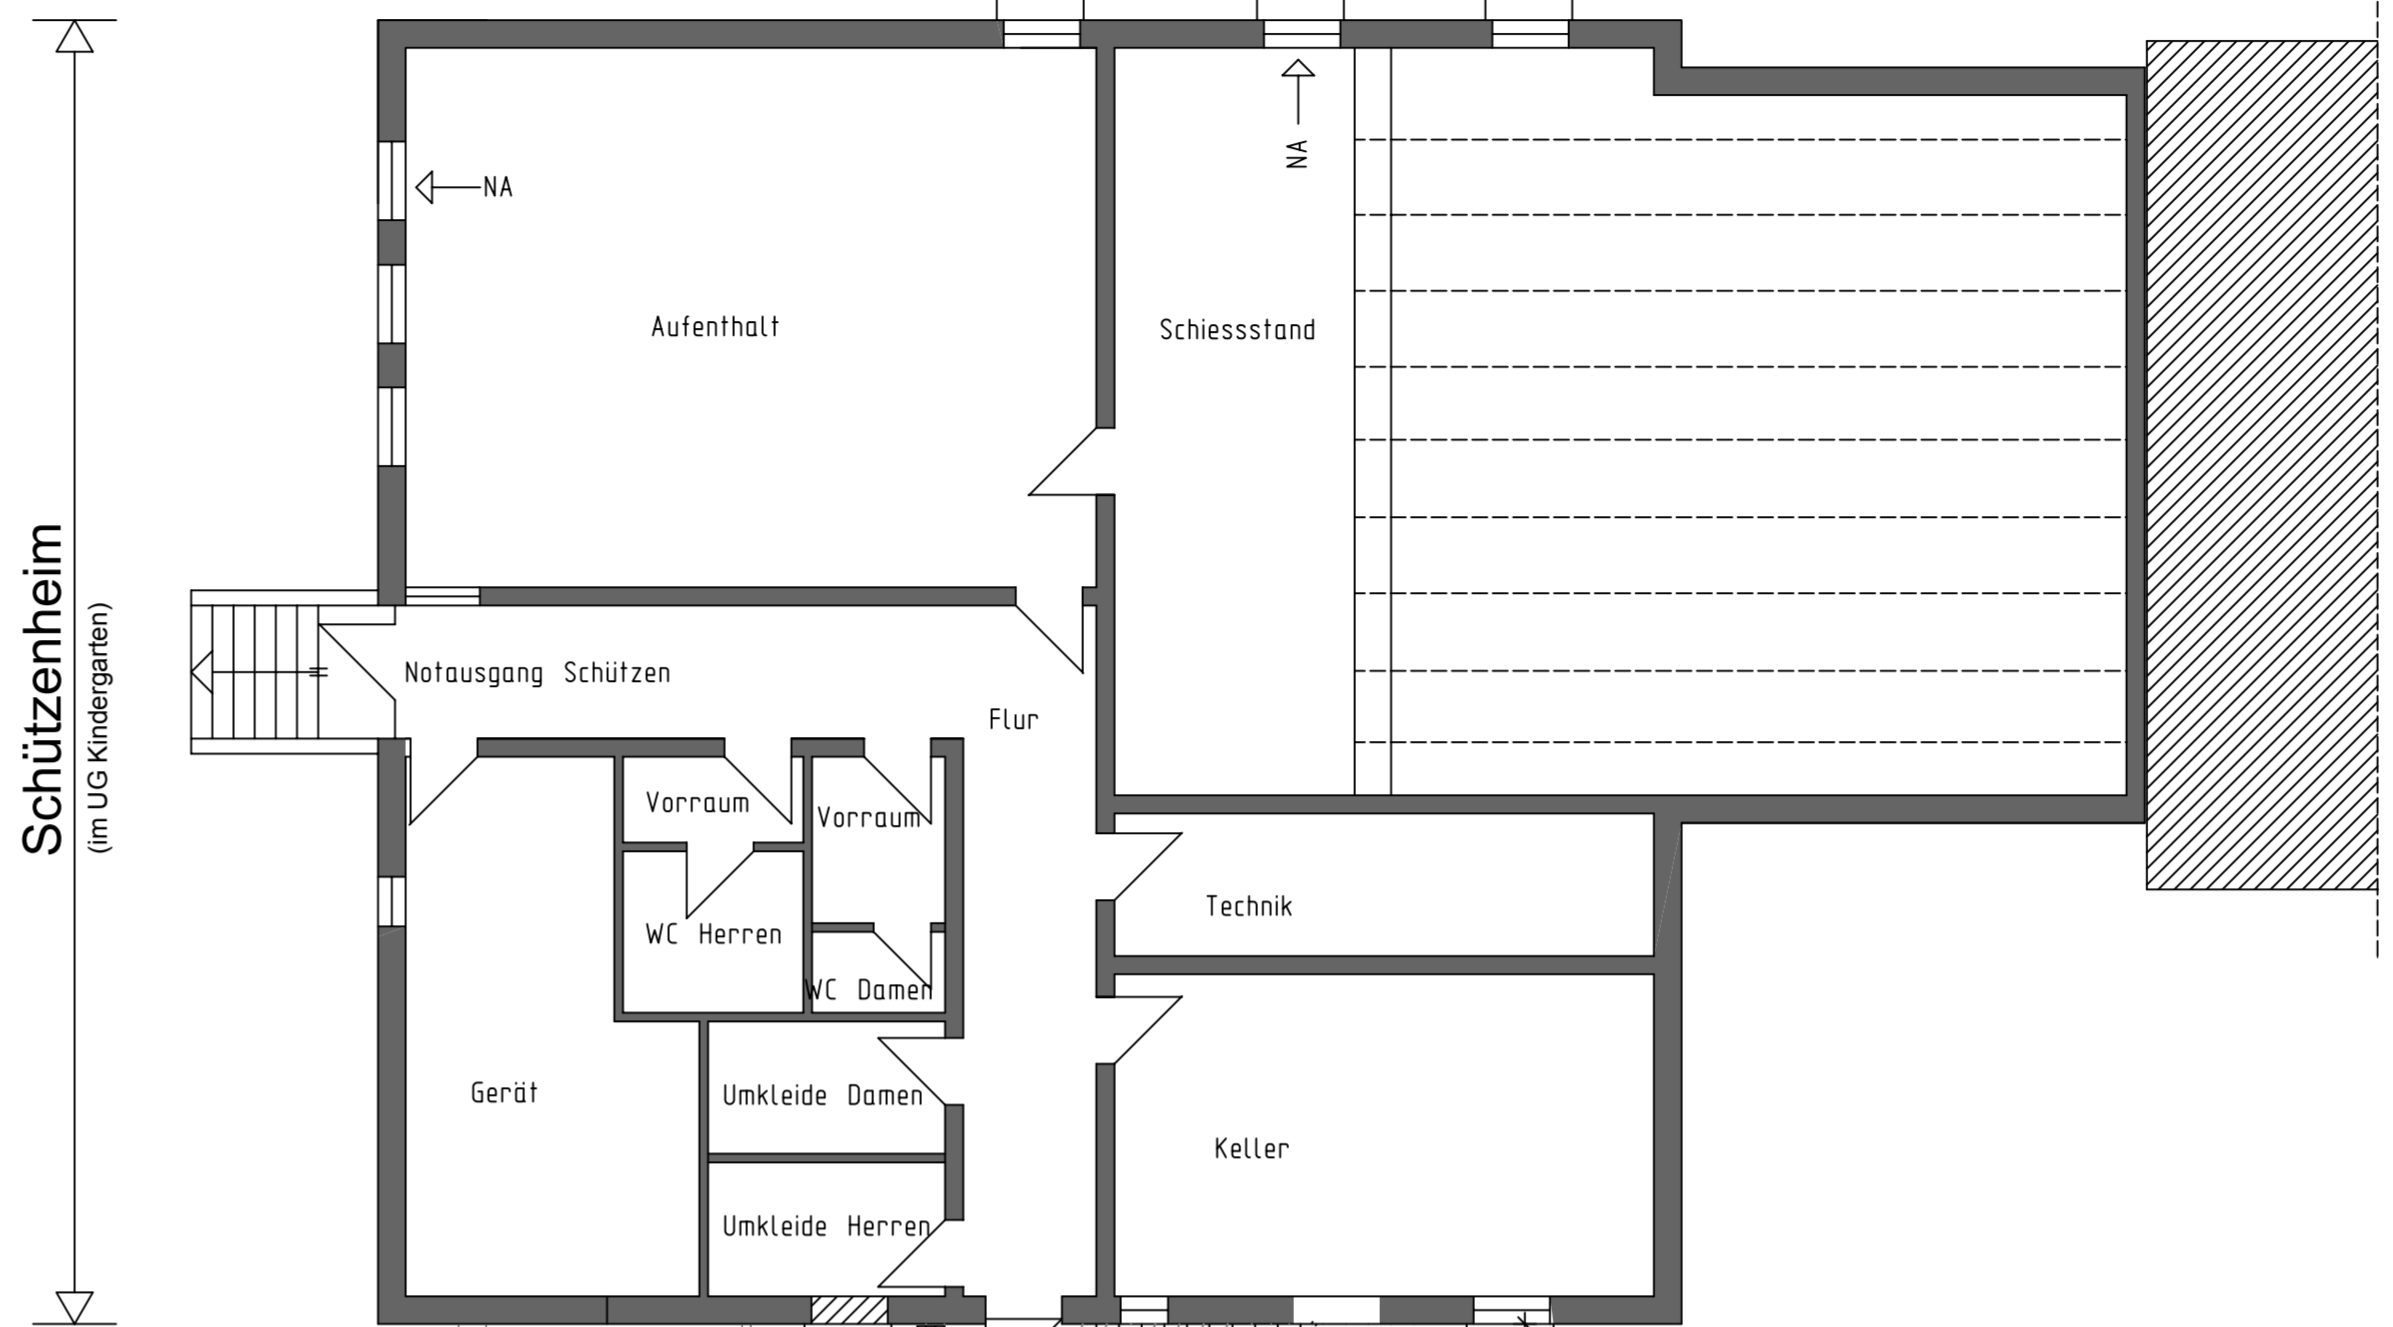 NA
NA
Aufenthalt
Schiessstand
Schützenheim
(im UG Kindergarten)
Notausgang Schützen
Flur
Vorraum
Vorraum
Technik
WC Herren
WC Damen
Gerät
Umkleide Damen
Keller
Umkleide Herren